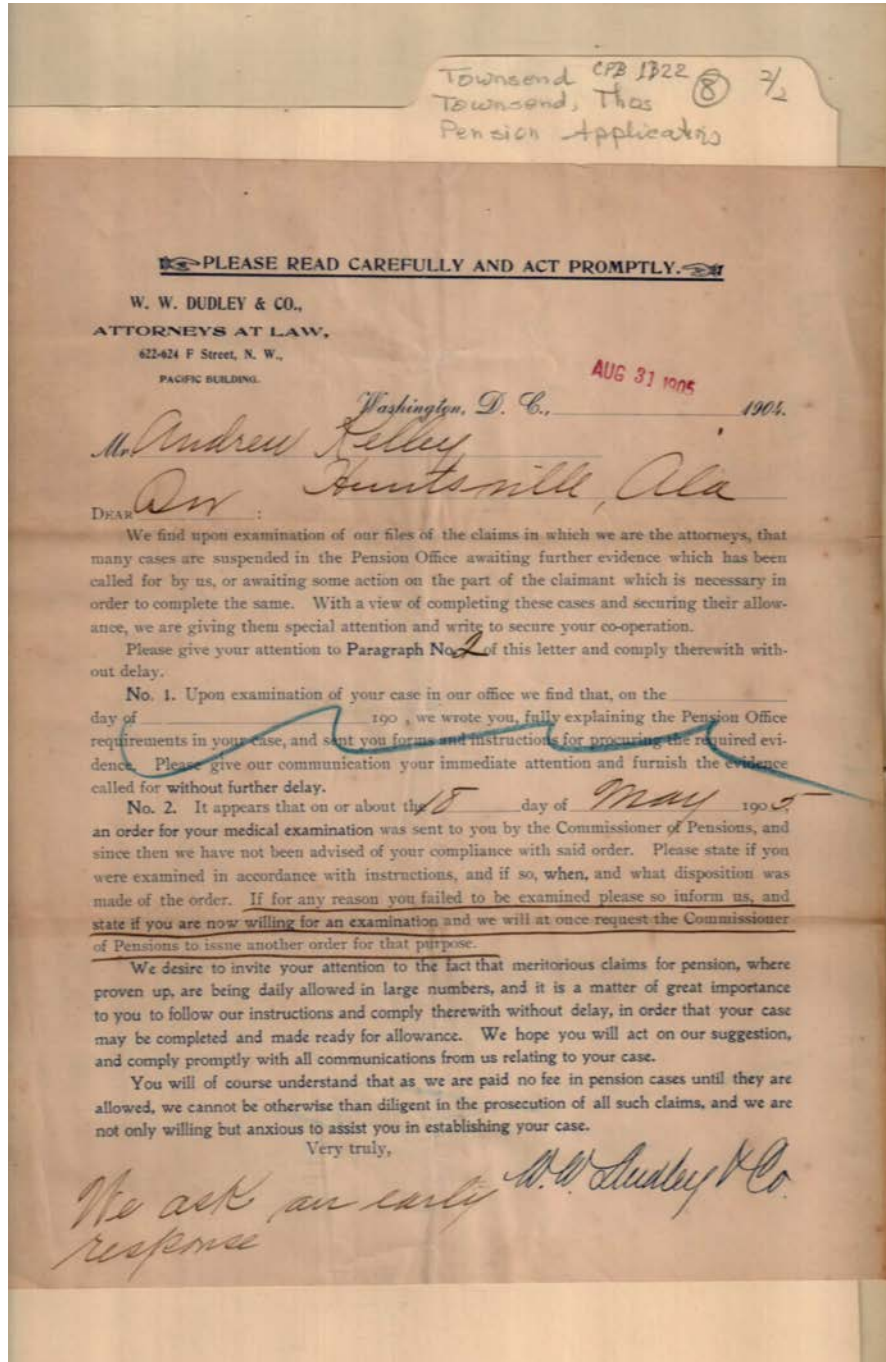 Townsend CPB 1322 8 2/2
Townsend, Thos
Pension Applications
PLEASE READ CAREFULLY AND ACT PROMPTLY.
W. W. DUDLEY & CO.,
ATTORNEYS AT LAW,
622-624 F Street, N. W.,
PACIFIC BUILDING.
AUG 31 1905
Washington, D. C., 1904.
Mr. Andrew Kelley
Huntsville, Ala
DEAR Sir :
We find upon examination of our files of the claims in which we are the attorneys, that
many cases are suspended in the Pension Office awaiting further evidence which has been
called for by us, or awaiting some action on the part of the claimant which is necessary in
order to complete the same. With a view of completing these cases and securing their allow-
ance, we are giving them special attention and write to secure your co-operation.
Please give your attention to Paragraph No. 2 of this letter and comply therewith with-
out delay.
No. 1. Upon examination of your case in our office we find that, on the
day of 190 , we wrote you, fully explaining the Pension Office
requirements in your case, and sent you forms and instructions for procuring the required evi-
dence. Please give our communication your immediate attention and furnish the evidence
called for without further delay.
No. 2. It appears that on or about the 18 day of May 1905,
an order for your medical examination was sent to you by the Commissioner of Pensions, and
since then we have not been advised of your compliance with said order. Please state if you
were examined in accordance with instructions, and if so, when, and what disposition was
made of the order. If for any reason you failed to be examined please so inform us, and
state if you are now willing for an examination and we will at once request the Commissioner
of Pensions to issue another order for that purpose.
We desire to invite your attention to the fact that meritorious claims for pension, where
proven up, are being daily allowed in large numbers, and it is a matter of great importance
to you to follow our instructions and comply therewith without delay, in order that your case
may be completed and made ready for allowance. We hope you will act on our suggestion,
and comply promptly with all communications from us relating to your case.
You will of course understand that as we are paid no fee in pension cases until they are
allowed, we cannot be otherwise than diligent in the prosecution of all such claims, and we are
not only willing but anxious to assist you in establishing your case.
Very truly,
W. W. Dudley & Co.
We ask an early
response